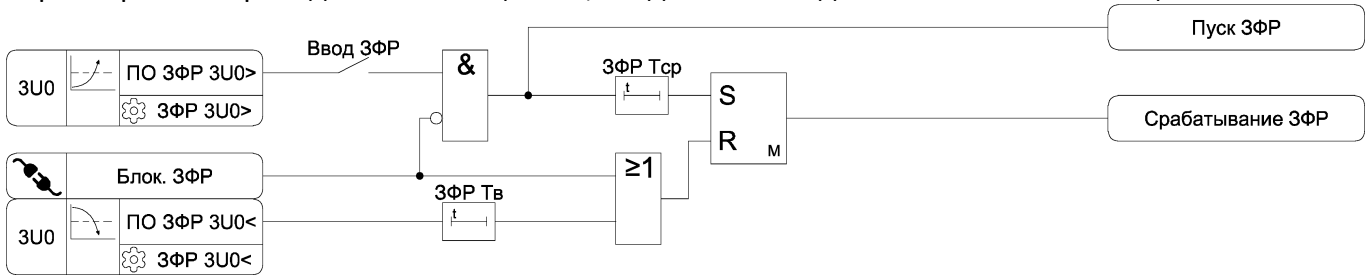 Пуск ЗФР
Ввод ЗФР
&
3U0
ПО ЗФР 3U0>
ЗФР 3U0>
ЗФР Тср
t
S
R
M
Срабатывание ЗФР
Блок. ЗФР
≥1
ЗФР Тв
t
3U0
ПО ЗФР 3U0<
ЗФР 3U0<